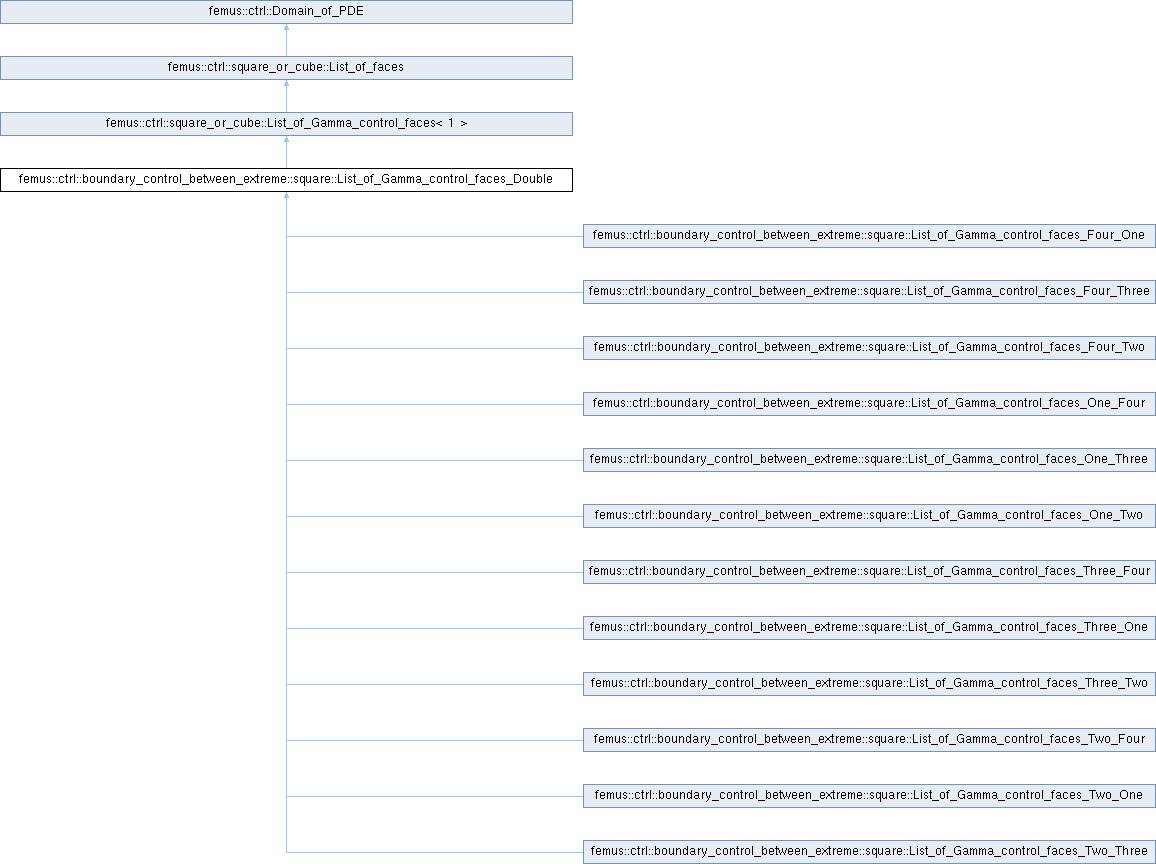 femus::ctrl::Domain_of_PDE
femus::ctrl::square_or_cube::List_of_faces
femus::ctrl::square_or_cube::List_of_Gamma_control_faces< 1 >
femus::ctrl::boundary_control_between_extreme::square::List_of_Gamma_control_faces_Double
femus::ctrl::boundary_control_between_extreme::square::List_of_Gamma_control_faces_Four_One
femus::ctrl::boundary_control_between_extreme::square::List_of_Gamma_control_faces_Four_Three
femus::ctrl::boundary_control_between_extreme::square::List_of_Gamma_control_faces_Four_Two
femus::ctrl::boundary_control_between_extreme::square::List_of_Gamma_control_faces_One_Four
femus::ctrl::boundary_control_between_extreme::square::List_of_Gamma_control_faces_One_Three
femus::ctrl::boundary_control_between_extreme::square::List_of_Gamma_control_faces_One_Two
femus::ctrl::boundary_control_between_extreme::square::List_of_Gamma_control_faces_Three_Four
femus::ctrl::boundary_control_between_extreme::square::List_of_Gamma_control_faces_Three_One
femus::ctrl::boundary_control_between_extreme::square::List_of_Gamma_control_faces_Three_Two
femus::ctrl::boundary_control_between_extreme::square::List_of_Gamma_control_faces_Two_Four
femus::ctrl::boundary_control_between_extreme::square::List_of_Gamma_control_faces_Two_One
femus::ctrl::boundary_control_between_extreme::square::List_of_Gamma_control_faces_Two_Three